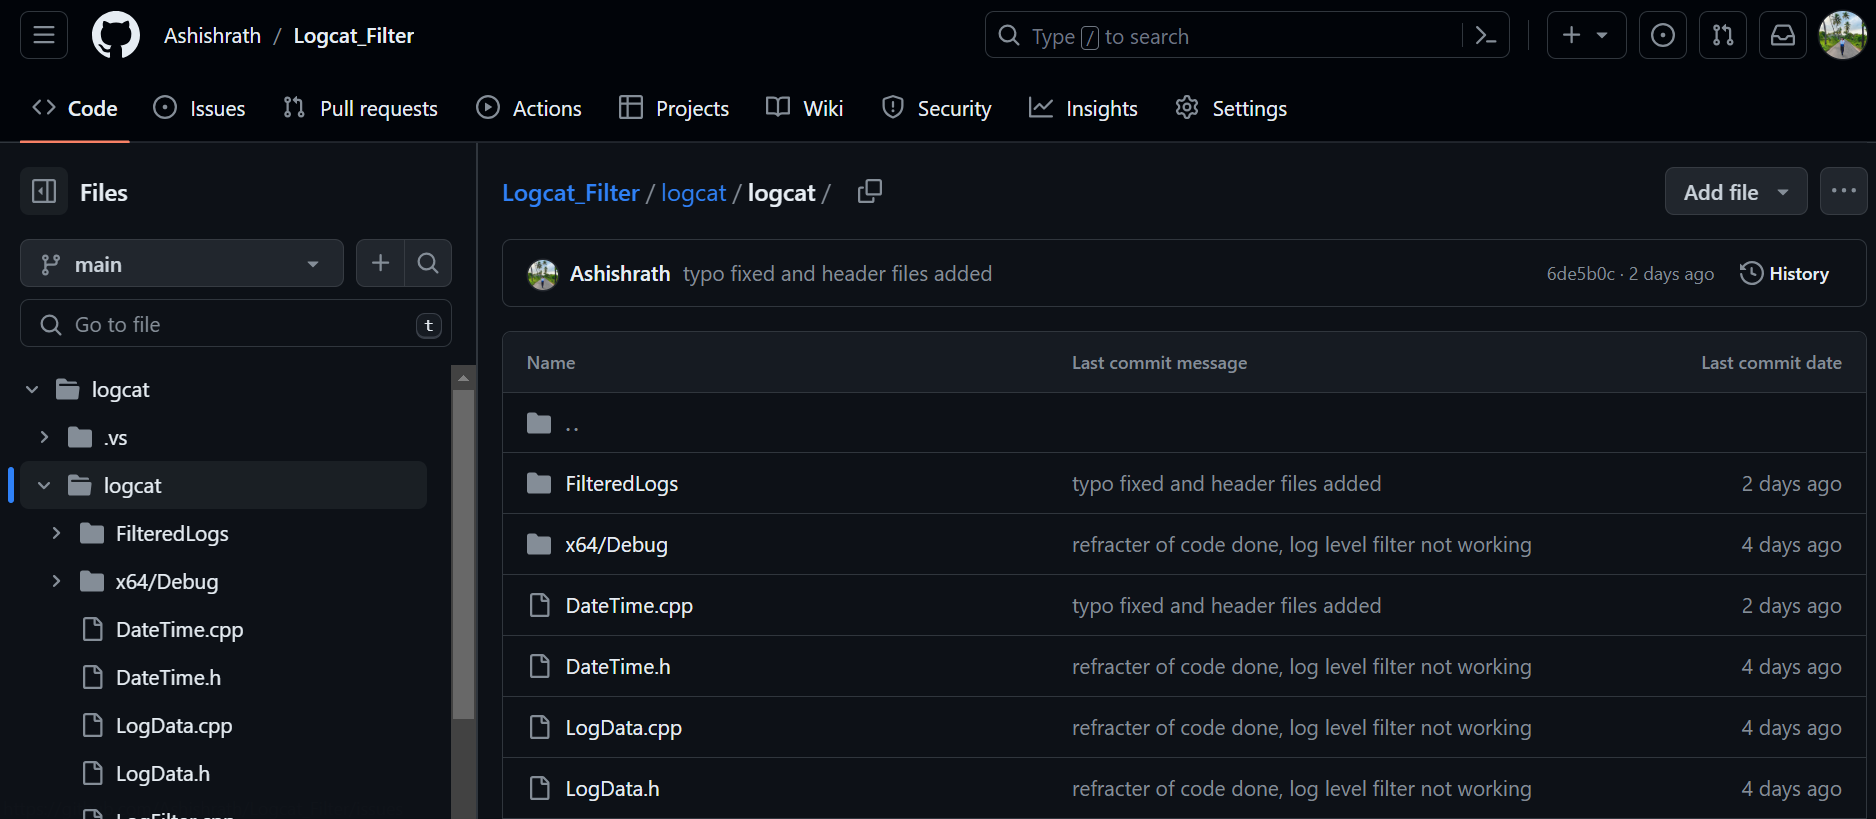 Ashishrath / Logcat_Filter
Type / to search
Code
Issues
Pull requests
Actions
Projects
Wiki
Security
Insights
Settings
Files
main
Go to file
t
logcat
.vs
logcat
FilteredLogs
x64/Debug
DateTime.cpp
DateTime.h
LogData.cpp
LogData.h
LogFilter.cpp
Logcat_Filter / logcat / logcat /
Add file
Ashishrath typo fixed and header files added
6de5b0c · 2 days ago
History
Name Last commit message Last commit date
..
FilteredLogs typo fixed and header files added 2 days ago
x64/Debug refracter of code done, log level filter not working 4 days ago
DateTime.cpp typo fixed and header files added 2 days ago
DateTime.h refracter of code done, log level filter not working 4 days ago
LogData.cpp refracter of code done, log level filter not working 4 days ago
LogData.h refracter of code done, log level filter not working 4 days ago